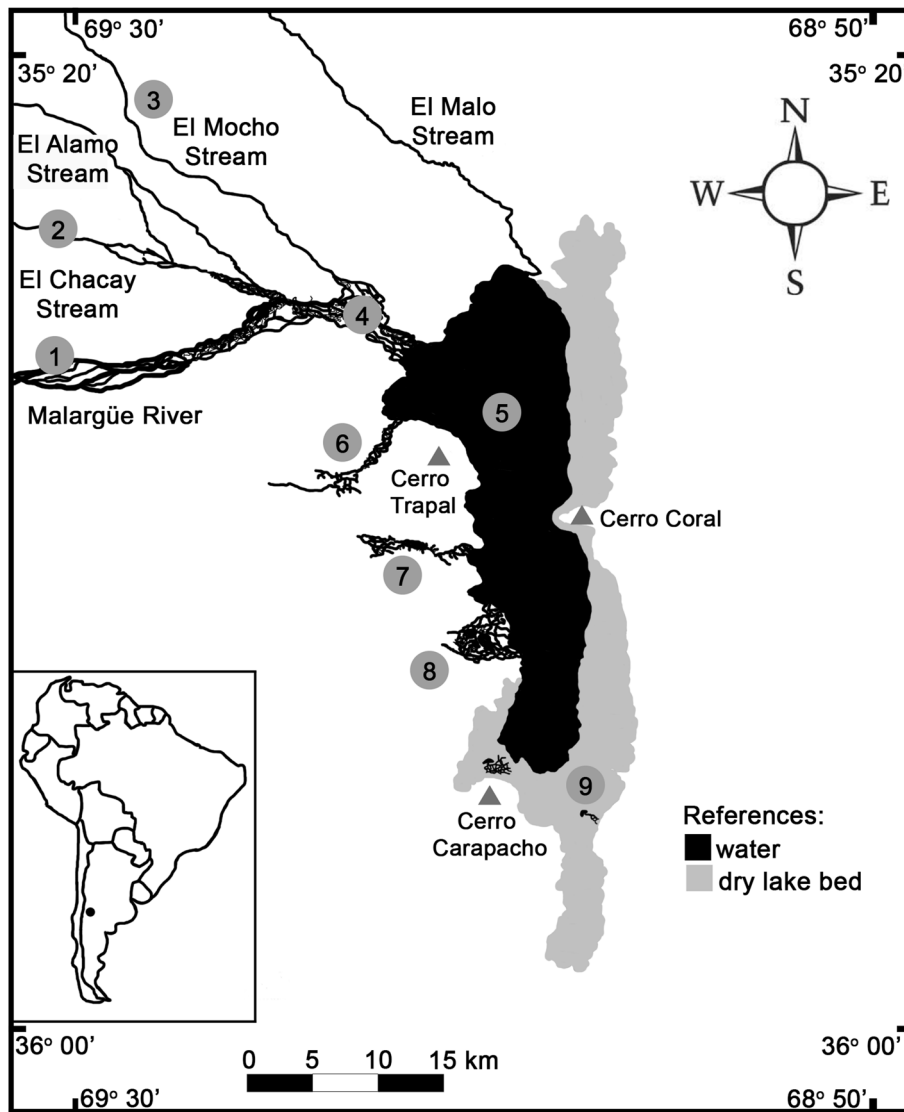 69° 30’
68° 50’
35° 20’
35° 20’
3
El Mocho
Stream
El Malo
Stream
El Alamo
Stream
N
W
E
S
2
El Chacay
Stream
4
1
Malargüe River
5
6
Cerro
Trapal
Cerro Coral
7
8
9
Cerro
Carapacho
References:
water
dry lake bed
36° 00’
36° 00’
0 5 10 15 km
69° 30’
68° 50’